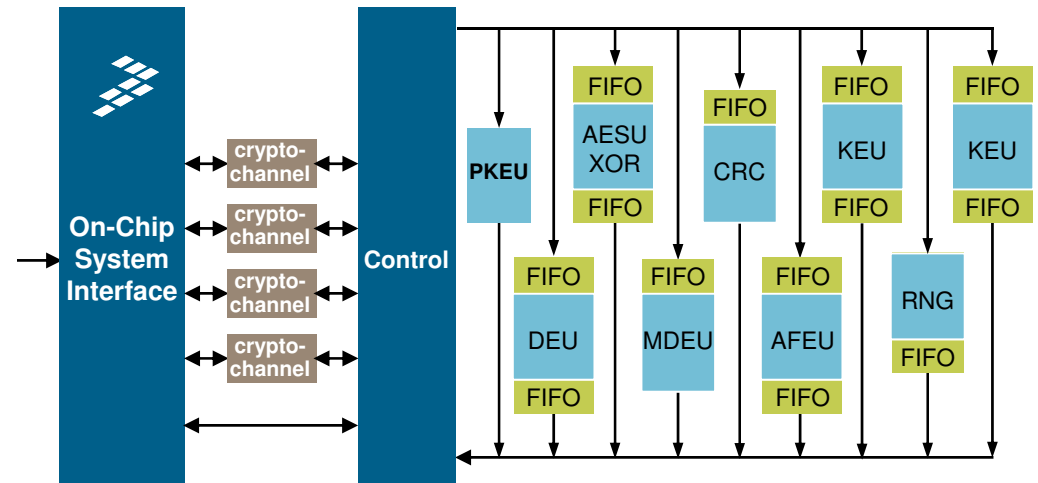 On-Chip
System
Interface
crypto-
channel
crypto-
channel
crypto-
channel
crypto-
channel
Control
PKEU
FIFO
DEU
FIFO
FIFO
AESU
XOR
FIFO
FIFO
MDEU
FIFO
CRC
FIFO
AFEU
FIFO
FIFO
KEU
FIFO
RNG
FIFO
FIFO
KEU
FIFO